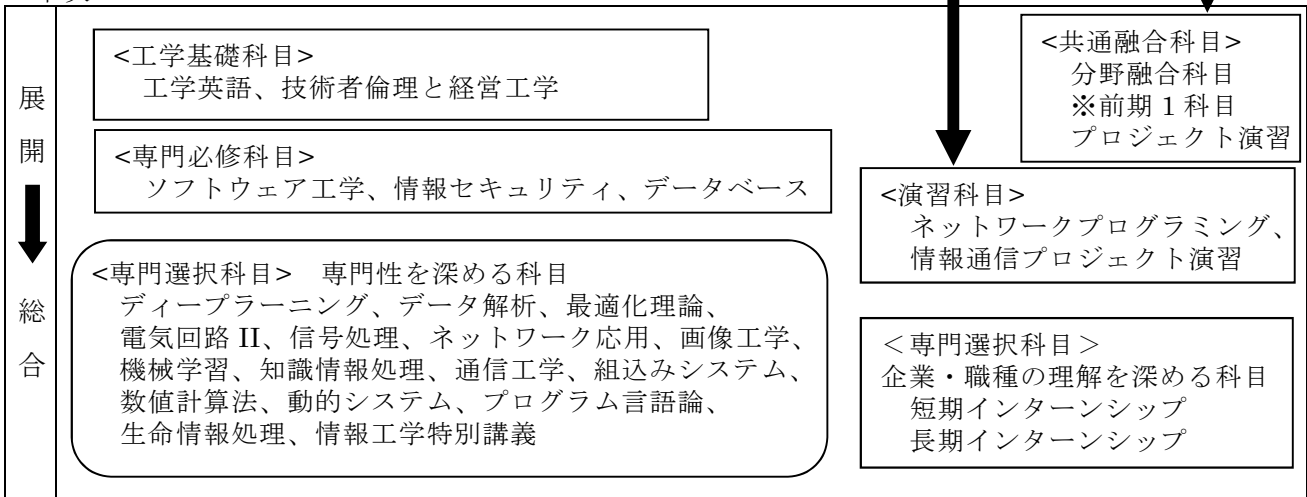 展
開
総
合
<工学基礎科目>
工学英語、技術者倫理と経営工学
<専門必修科目>
ソフトウェア工学、情報セキュリティ、データベース
<専門選択科目> 専門性を深める科目
ディープラーニング、データ解析、最適化理論、
電気回路 II、信号処理、ネットワーク応用、画像工学、
機械学習、知識情報処理、通信工学、組込みシステム、
数値計算法、動的システム、プログラム言語論、
生命情報処理、情報工学特別講義
<共通融合科目>
分野融合科目
※前期 1 科目
プロジェクト演習
<演習科目>
ネットワークプログラミング、
情報通信プロジェクト演習
＜専門選択科目＞
企業・職種の理解を深める科目
短期インターンシップ
長期インターンシップ